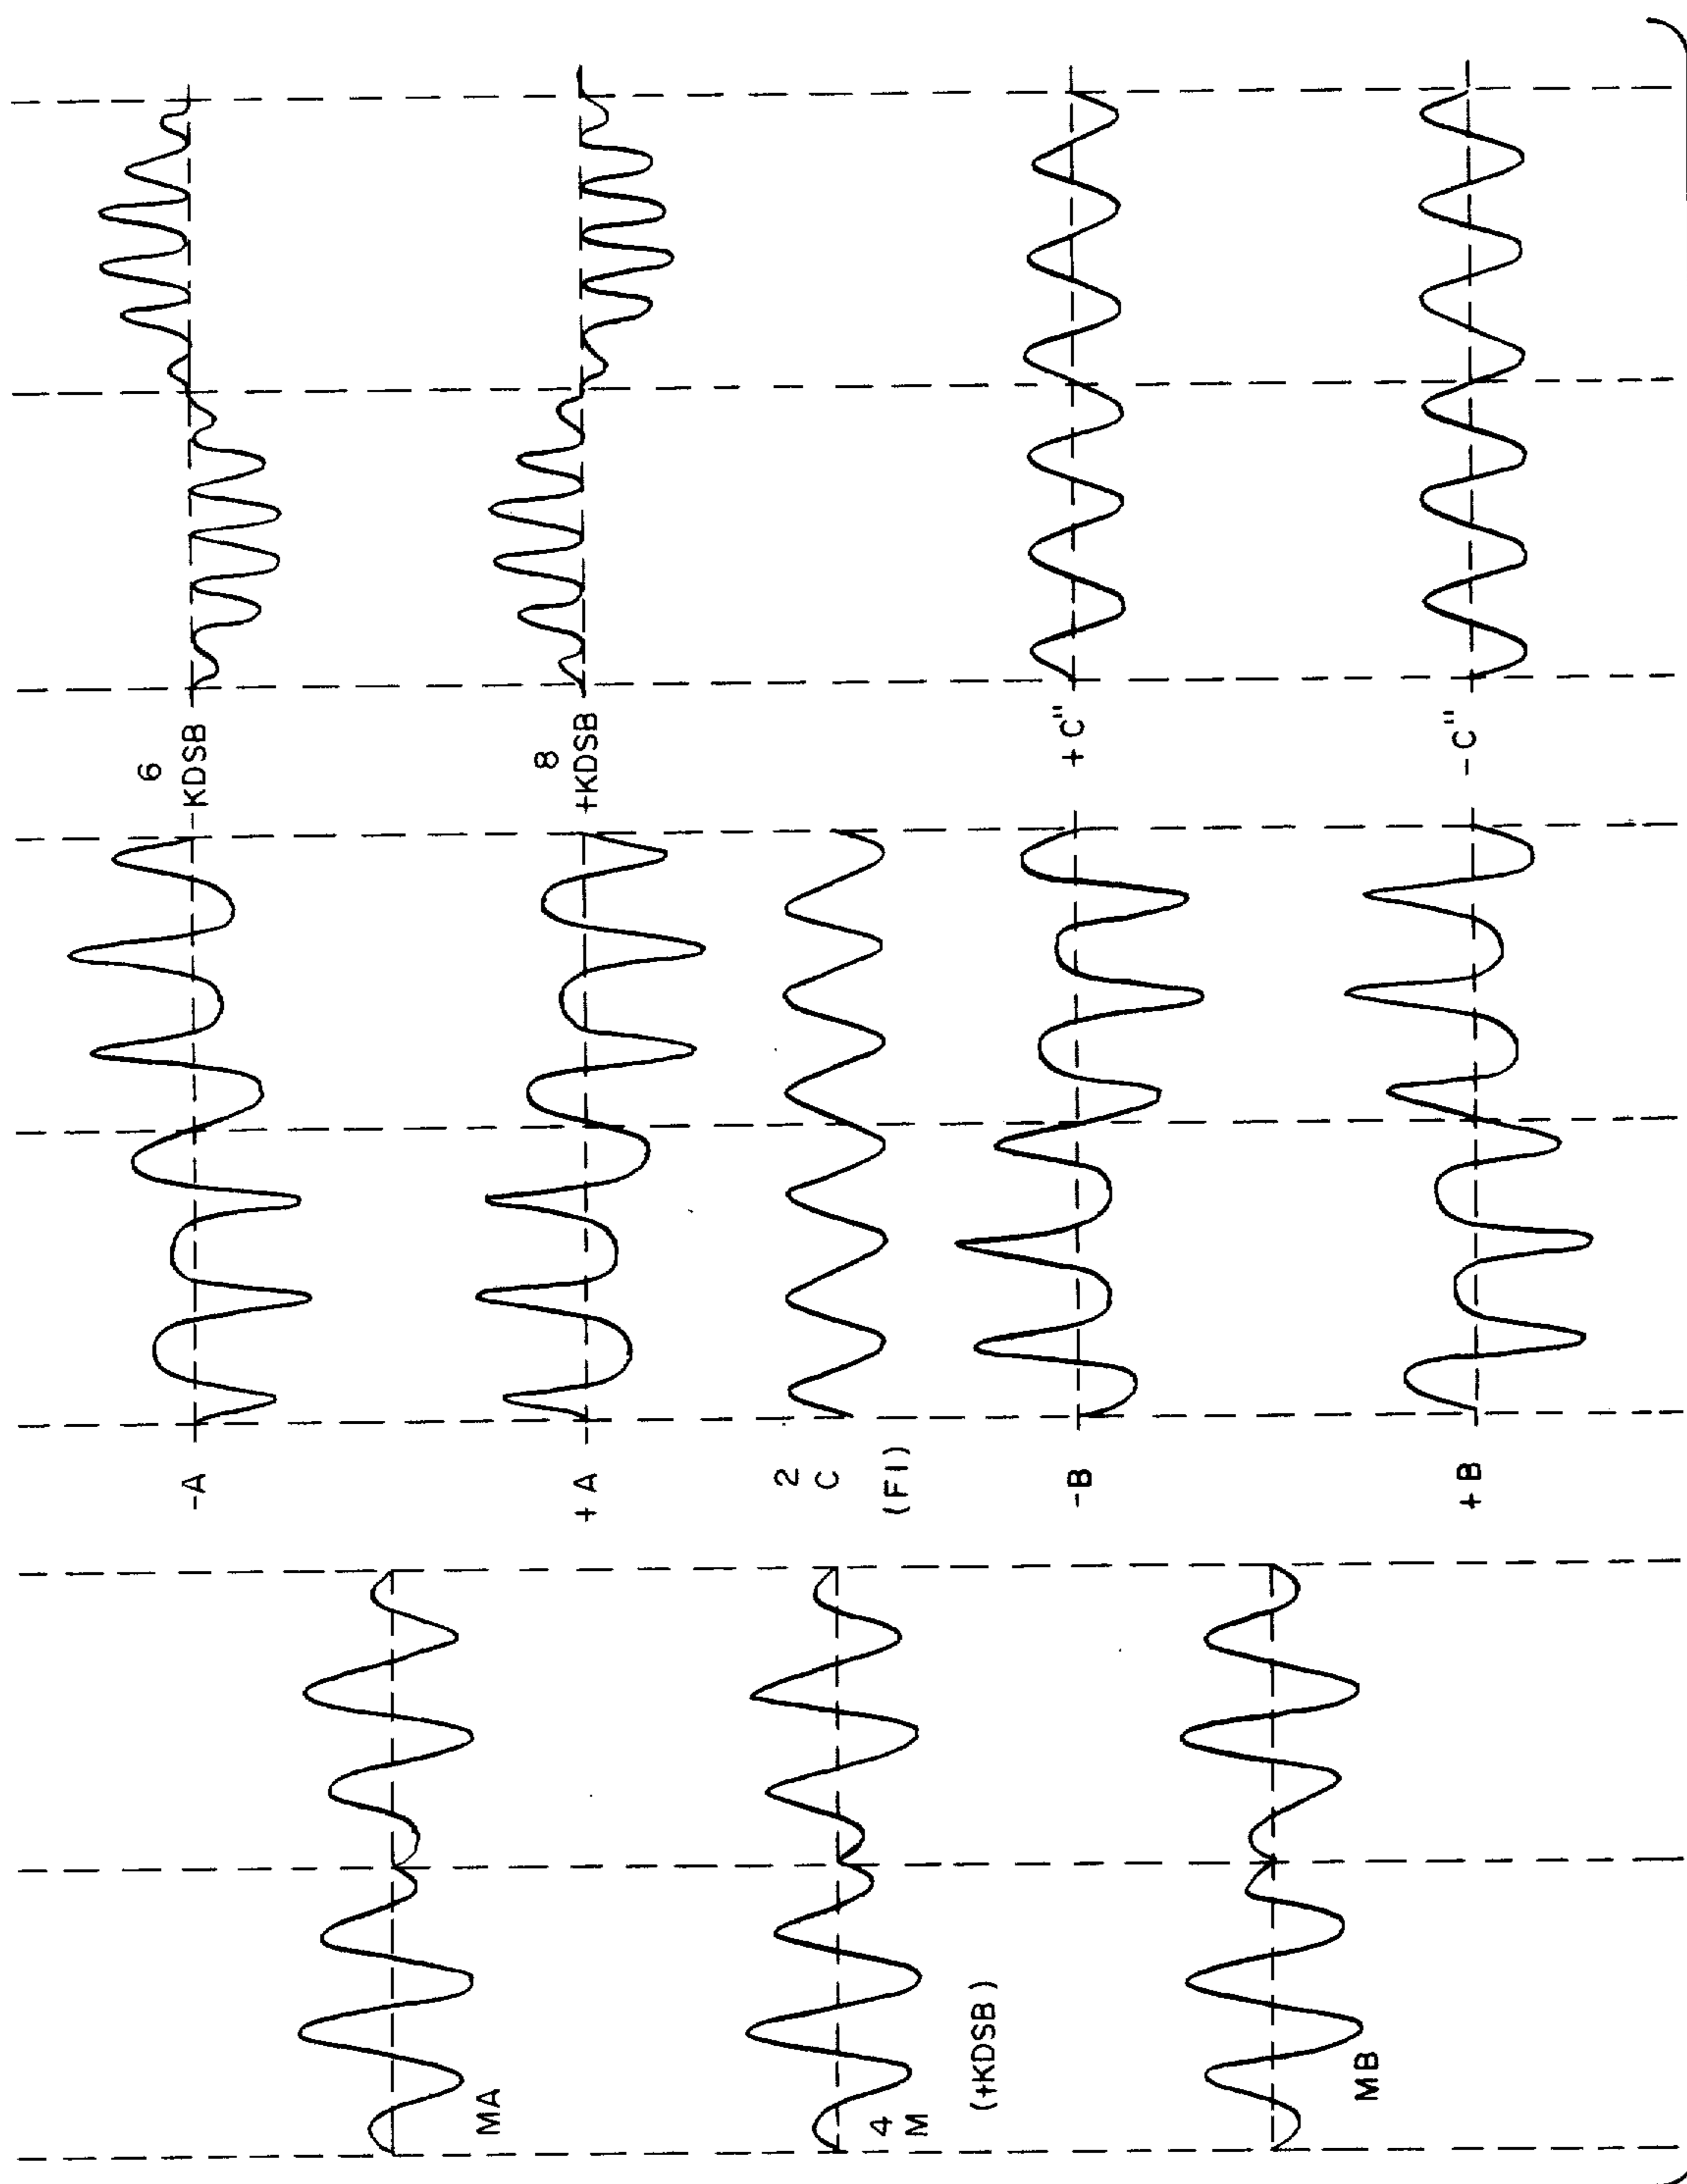 MA
4
M
(+KDSB)
MB
-A
+A
2
C
(F1)
-B
+B
6
-KDSB
8
+KDSB
+C"
-C"